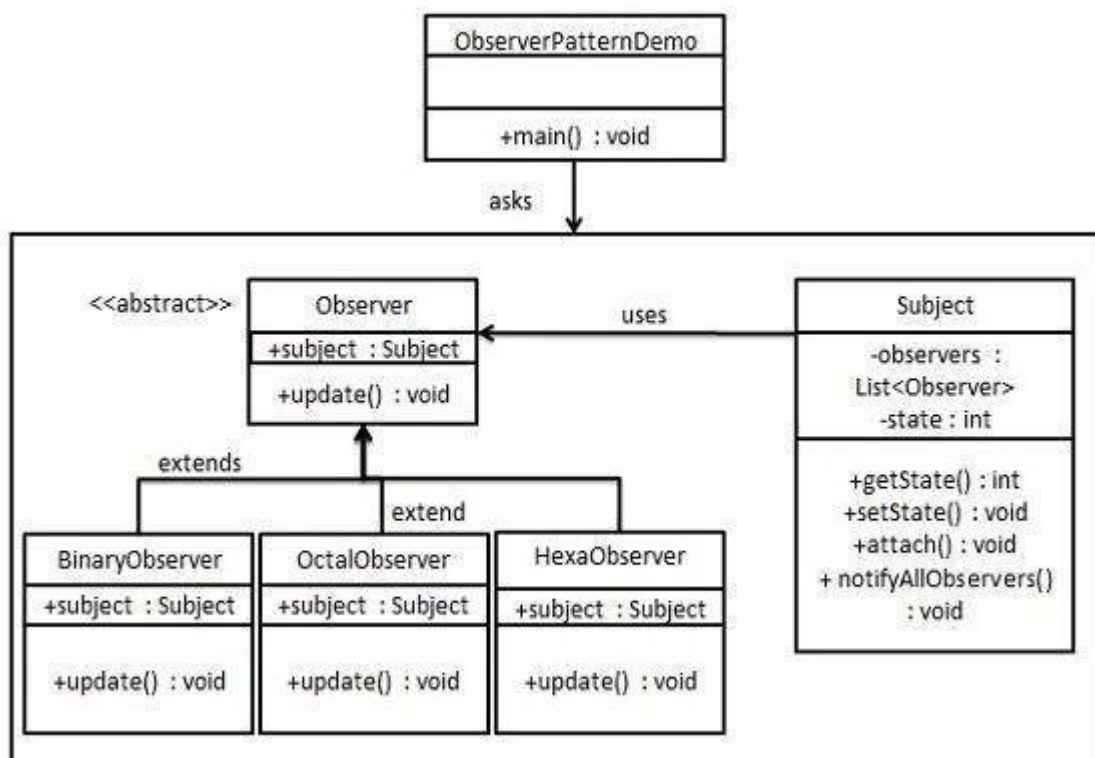 ObserverPatternDemo
+main() : void
asks
<<abstract>>
Observer
+subject : Subject
+update() : void
uses
Subject
-observers :
List<Observer>
-state : int
+getState() : int
+setState() : void
+attach() : void
+ notifyAllObservers()
: void
extends
extend
BinaryObserver
+subject : Subject
+update() : void
OctalObserver
+subject : Subject
+update() : void
HexaObserver
+subject : Subject
+update() : void